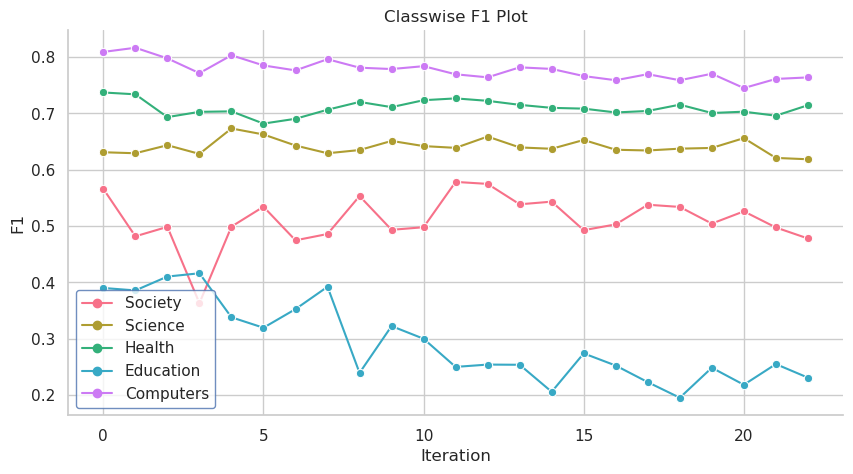 Classwise F1 Plot
F1
0.8
0.7
0.6
0.5
0.4
0.3
0.2
Society
Science
Health
Education
Computers
0 5 10 15 20
Iteration